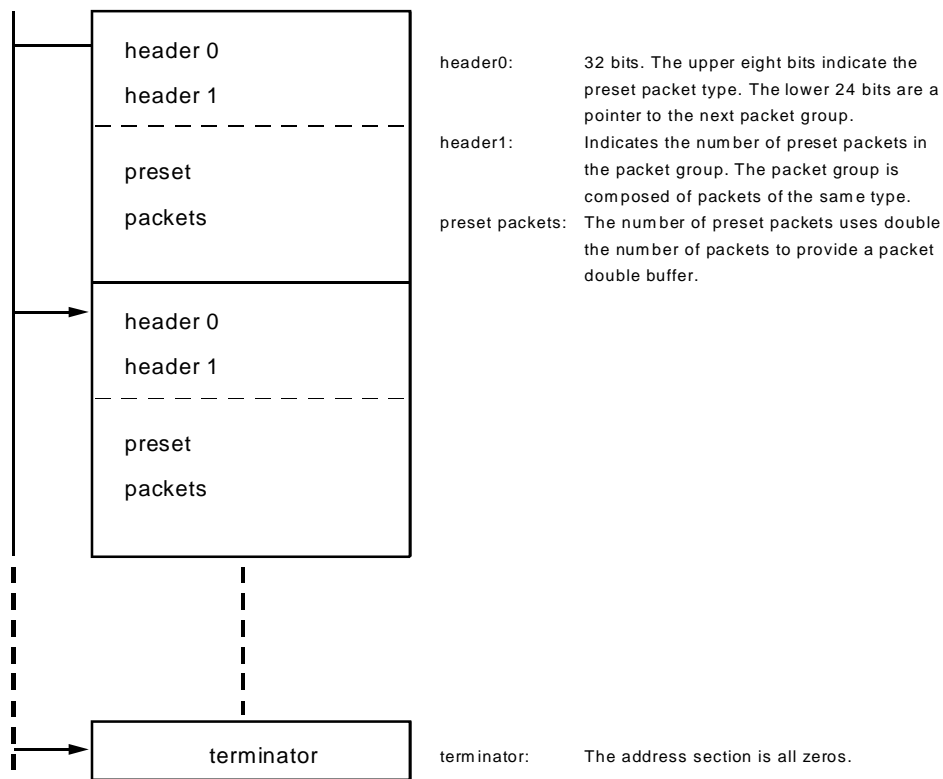 header 0
header 1
preset
packets
header 0
header 1
preset
packets
terminator
header0: 32 bits. The upper eight bits indicate the
preset packet type. The lower 24 bits are a
pointer to the next packet group.
header1: Indicates the number of preset packets in
the packet group. The packet group is
composed of packets of the same type.
preset packets: The number of preset packets uses double
the number of packets to provide a packet
double buffer.
terminator: The address section is all zeros.